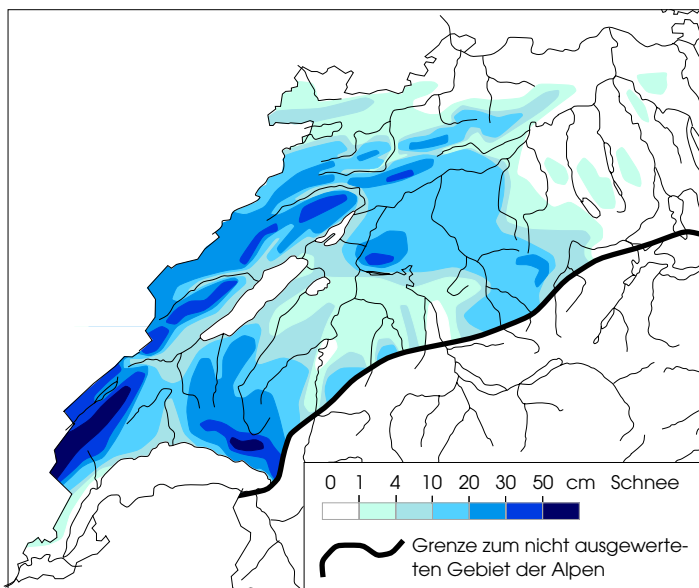 0 1 4 10 20 30 50 cm Schnee
Grenze zum nicht ausgewerte-
ten Gebiet der Alpen